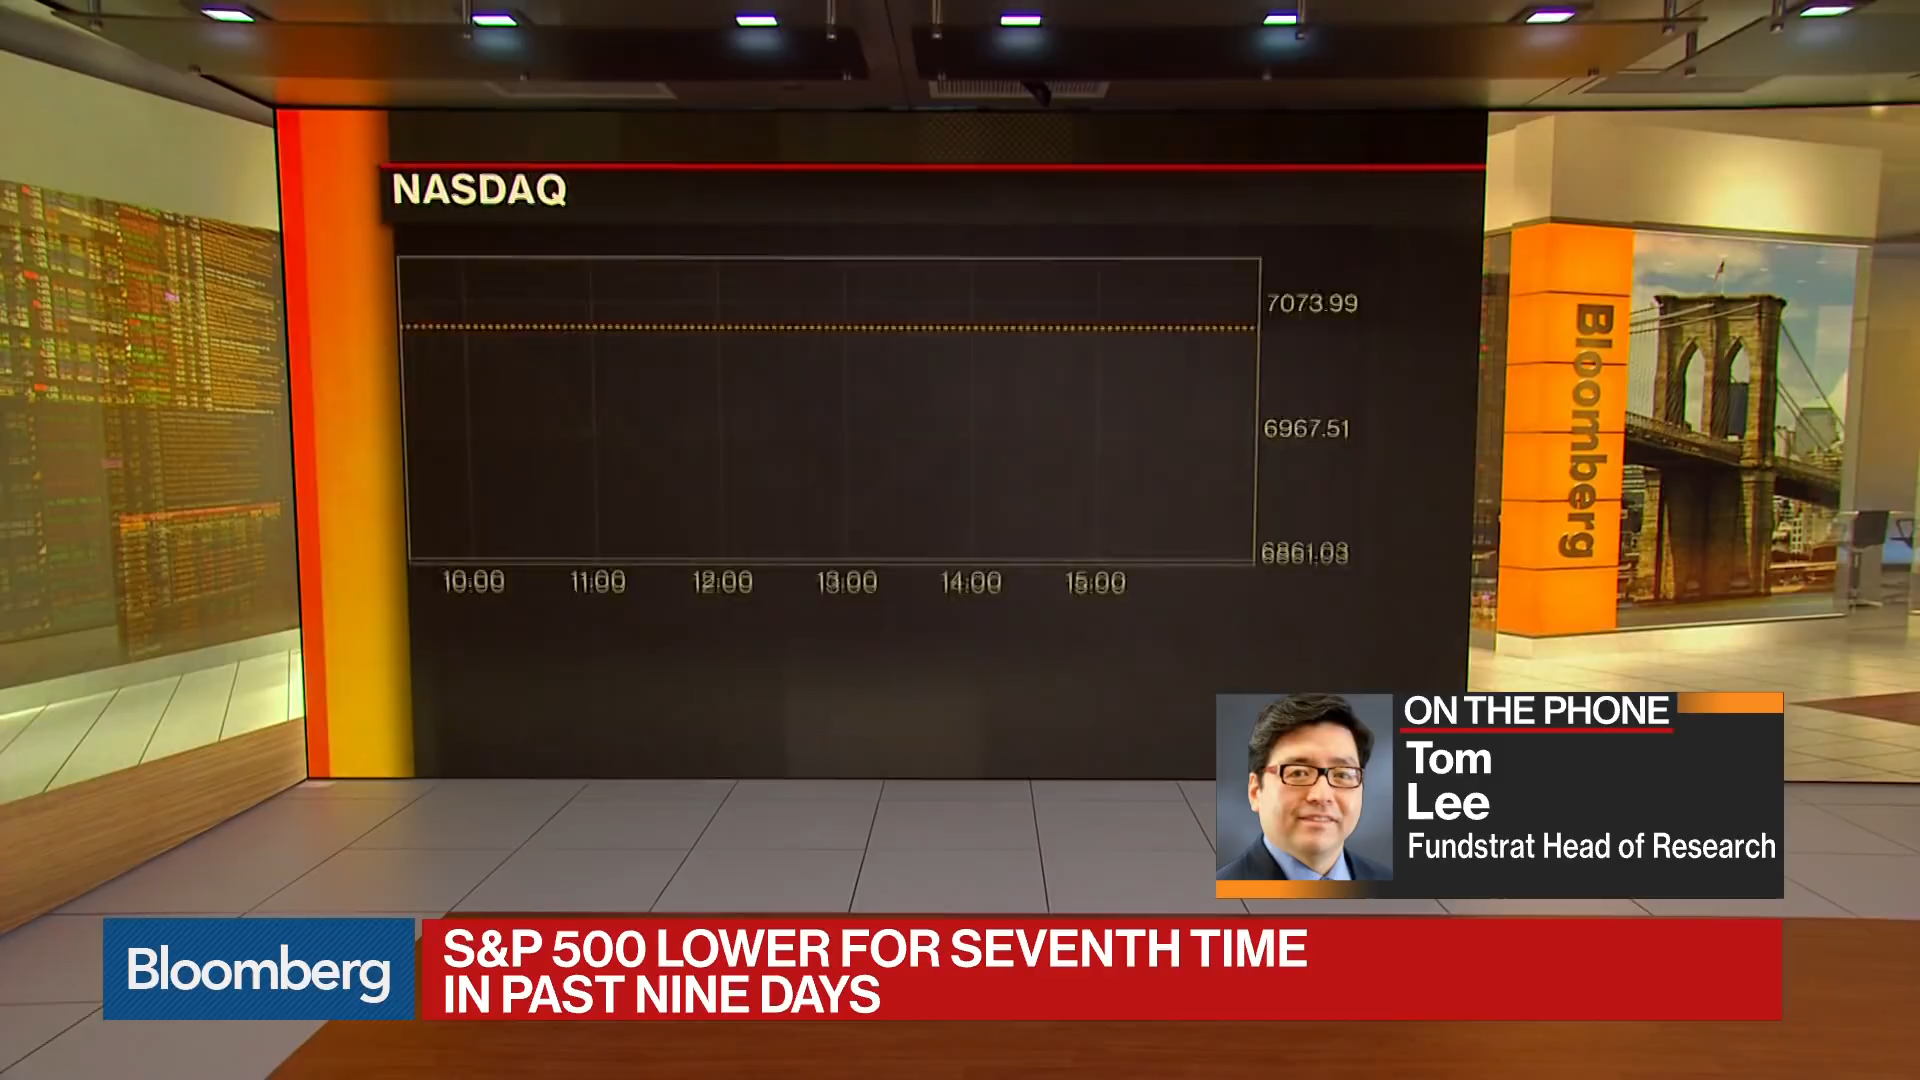 NASDAQ
7073.99
6967.51
6861.03
10:00 11:00 12:00 13:00 14:00 15:00
Bloomberg
ON THE PHONE
Tom
Lee
Fundstrat Head of Research
Bloomberg
S&P 500 LOWER FOR SEVENTH TIME
IN PAST NINE DAYS